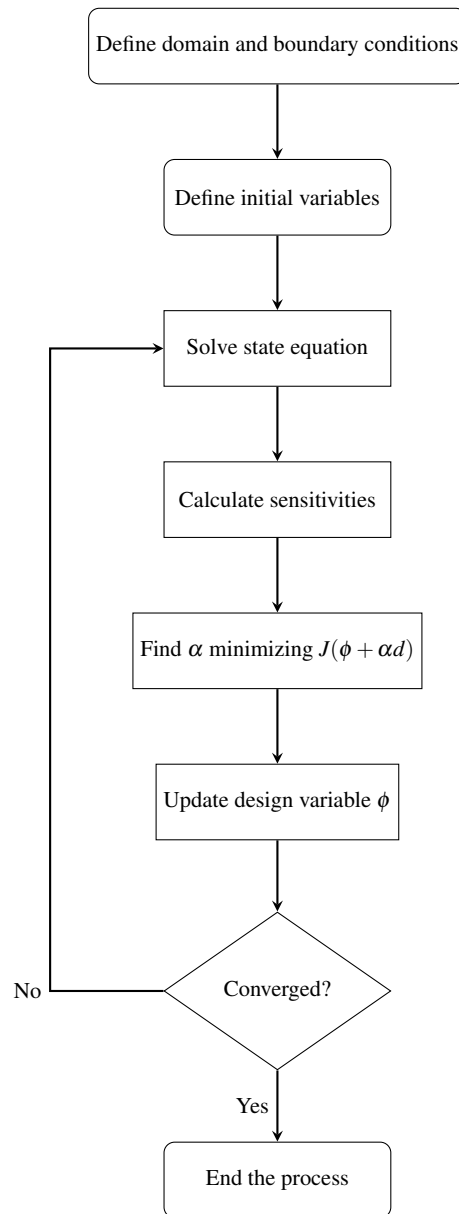 Define domain and boundary conditions
Define initial variables
Solve state equation
Calculate sensitivities
Find α minimizing J(ϕ + αd)
Update design variable ϕ
Converged?
No
Yes
End the process